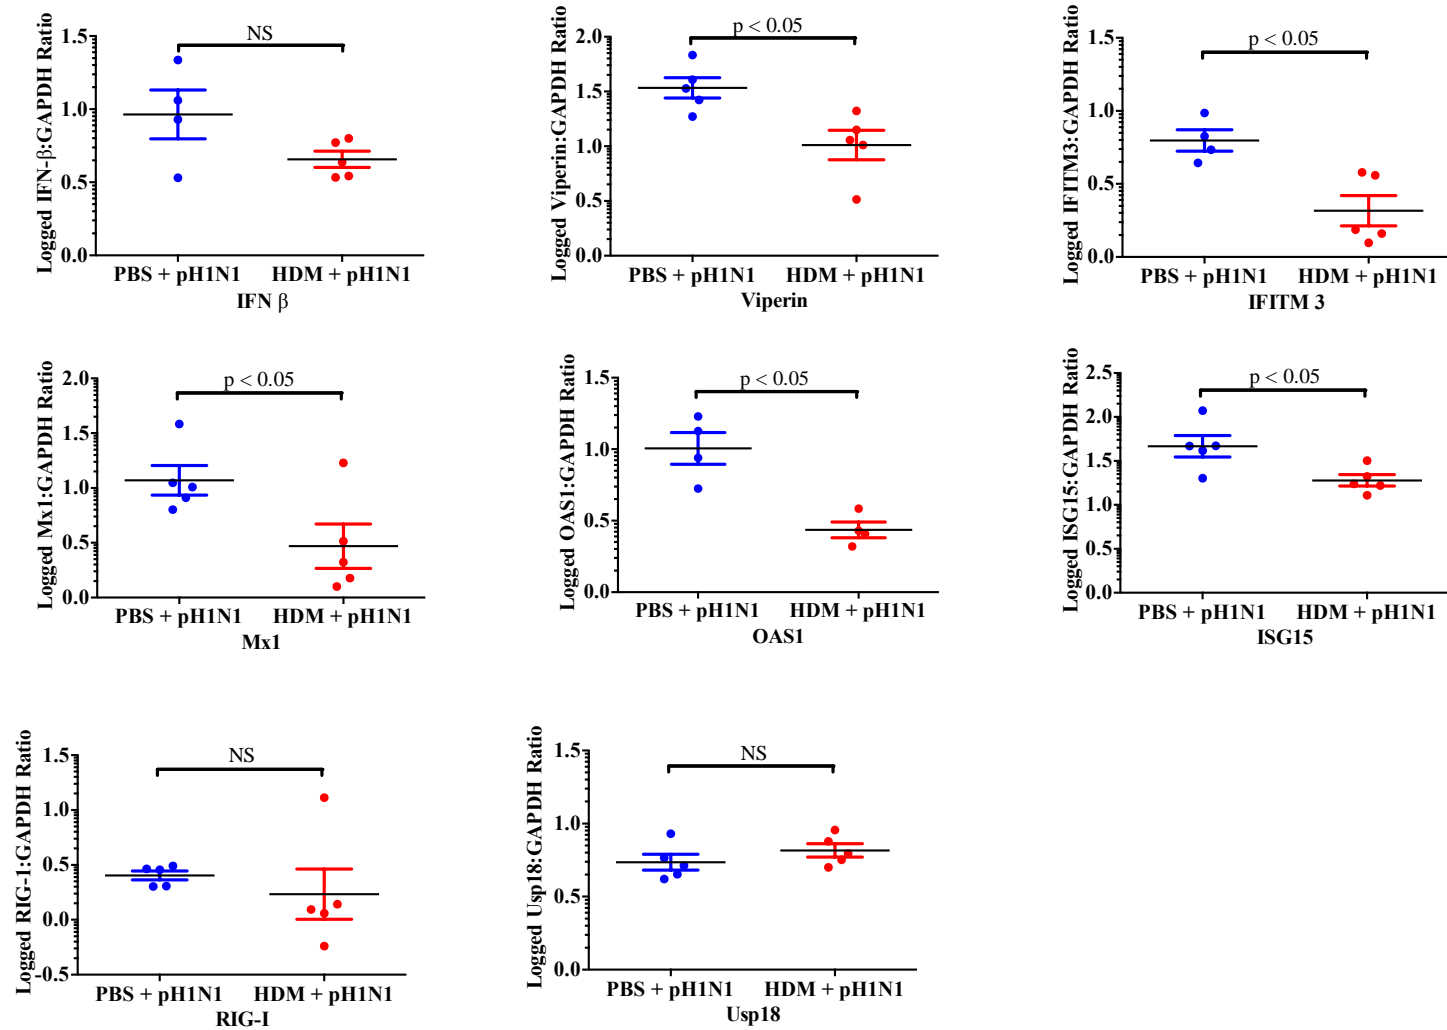 Logged IFN-β:GAPDH Ratio
1.5
1.0
0.5
0.0
NS
PBS + pH1N1
HDM + pH1N1
IFN β
Logged Viperin:GAPDH Ratio
2.0
1.5
1.0
0.5
0.0
p < 0.05
PBS + pH1N1
HDM + pH1N1
Viperin
Logged IFITM3:GAPDH Ratio
1.5
1.0
0.5
0.0
p < 0.05
PBS + pH1N1
HDM + pH1N1
IFITM 3
Logged Mx1:GAPDH Ratio
2.0
1.5
1.0
0.5
0.0
p < 0.05
PBS + pH1N1
HDM + pH1N1
Mx1
Logged OAS1:GAPDH Ratio
1.5
1.0
0.5
0.0
p < 0.05
PBS + pH1N1
HDM + pH1N1
OAS1
Logged ISG15:GAPDH Ratio
2.5
2.0
1.5
1.0
0.5
0.0
p < 0.05
PBS + pH1N1
HDM + pH1N1
ISG15
Logged RIG-1:GAPDH Ratio
1.5
1.0
0.5
0.0
-0.5
NS
PBS + pH1N1
HDM + pH1N1
RIG-I
Logged Usp18:GAPDH Ratio
1.5
1.0
0.5
0.0
NS
PBS + pH1N1
HDM + pH1N1
Usp18